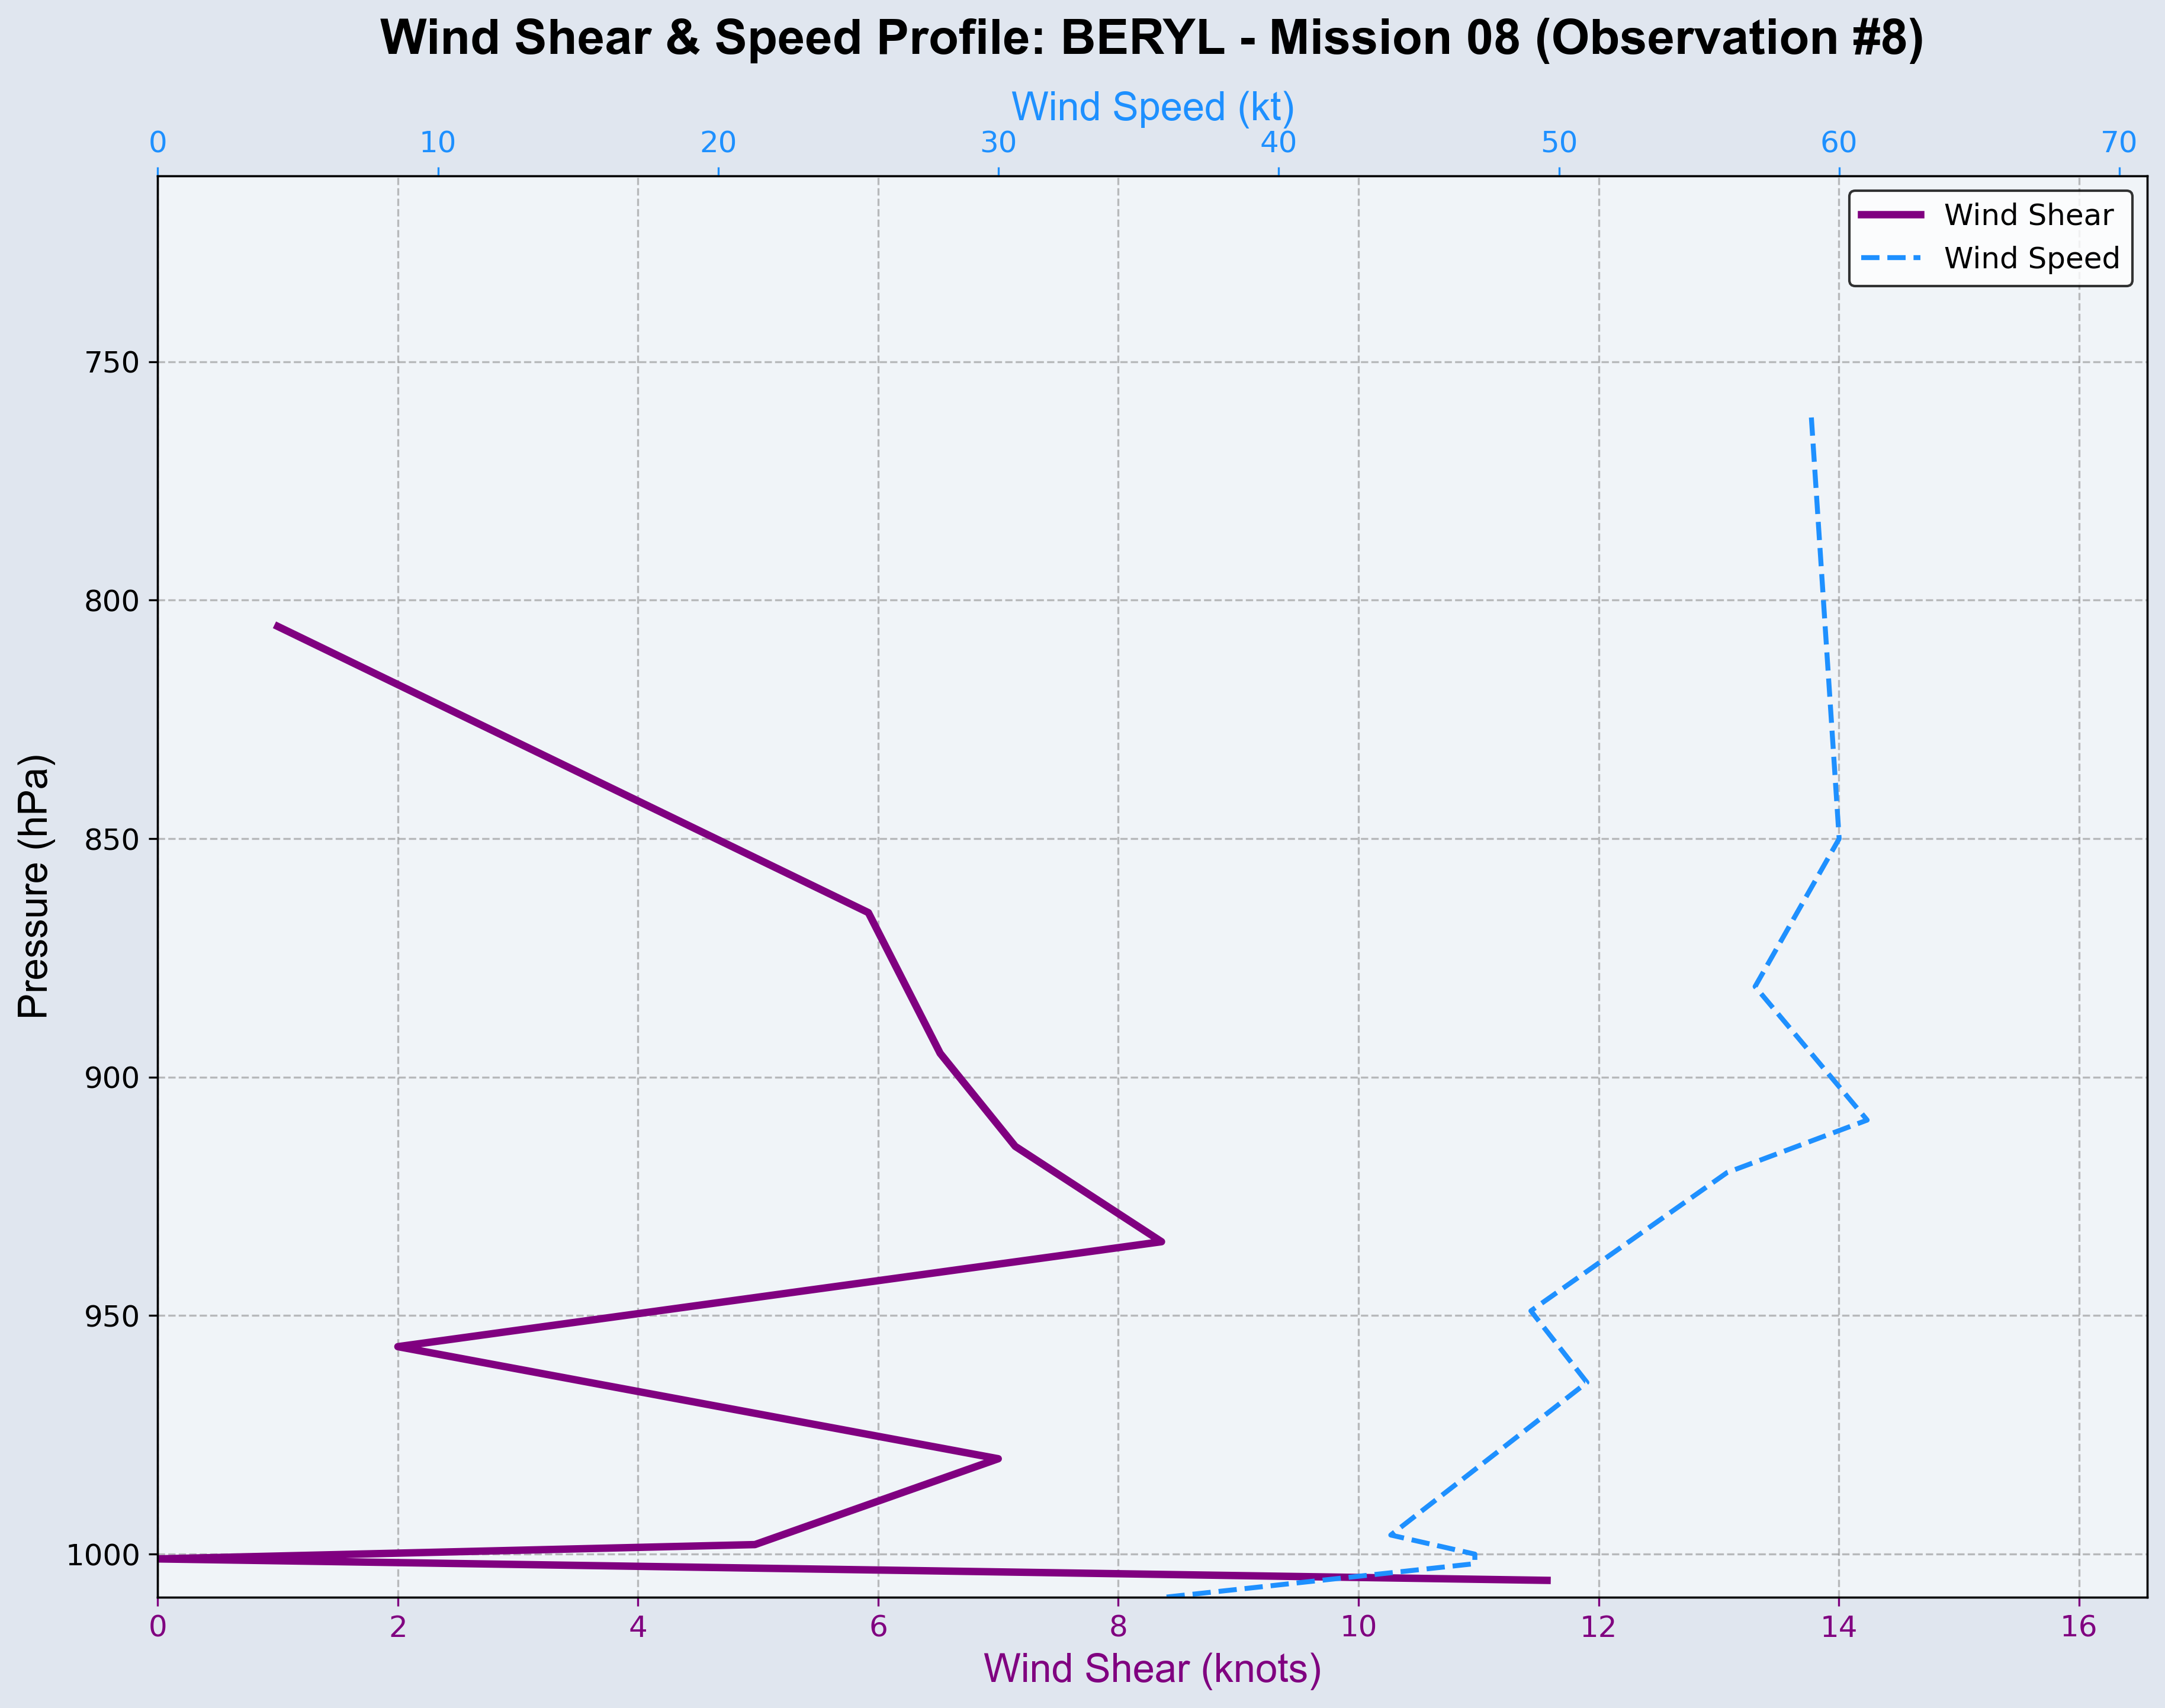 Wind Shear & Speed Profile: BERYL - Mission 08 (Observation #8)
Wind Speed (kt)
0 10 20 30 40 50 60 70
Wind Shear
Wind Speed
750
800
850
900
950
1000
Pressure (hPa)
0 2 4 6 8 10 12 14 16
Wind Shear (knots)